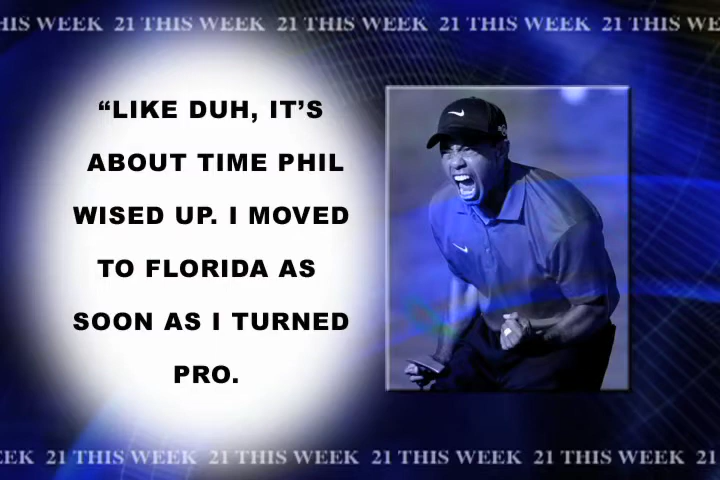 HIS WEEK 21 THIS WEEK 21 THIS WEEK 21 THIS WEEK 21 THIS WE
“LIKE DUH, IT’S
ABOUT TIME PHIL
WISED UP. I MOVED
TO FLORIDA AS
SOON AS I TURNED
PRO.
EEK 21 THIS WEEK 21 THIS WEEK 21 THIS WEEK 21 THIS WEEK 21